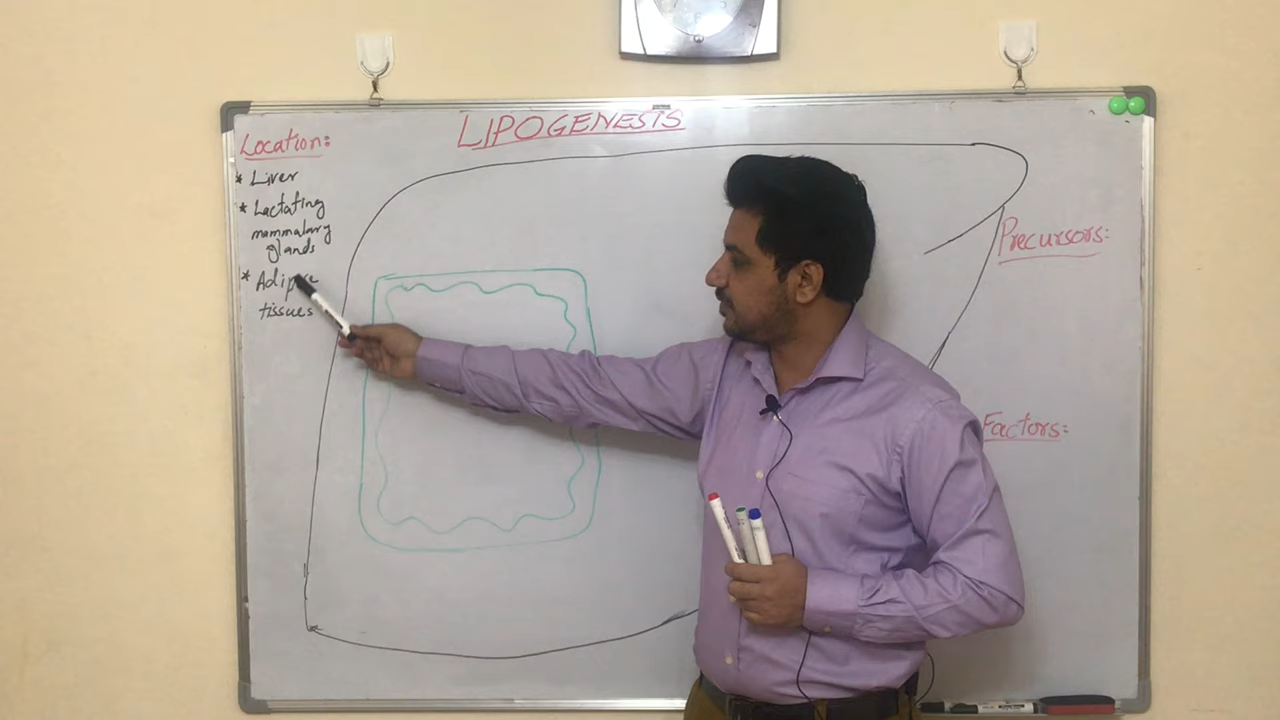 LIPOGENESIS
Location:
* Liver
* Lactating
mammalary
glands
* Adipose
tissues
Precursors:
Factors: